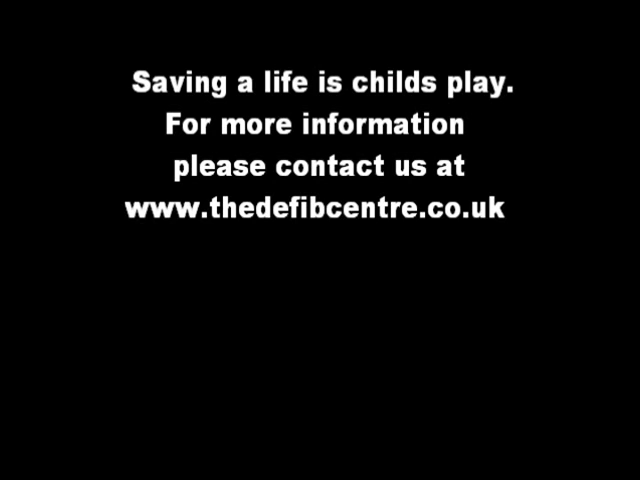 Saving a life is childs play.
For more information
please contact us at
www.thedefibcentre.co.uk